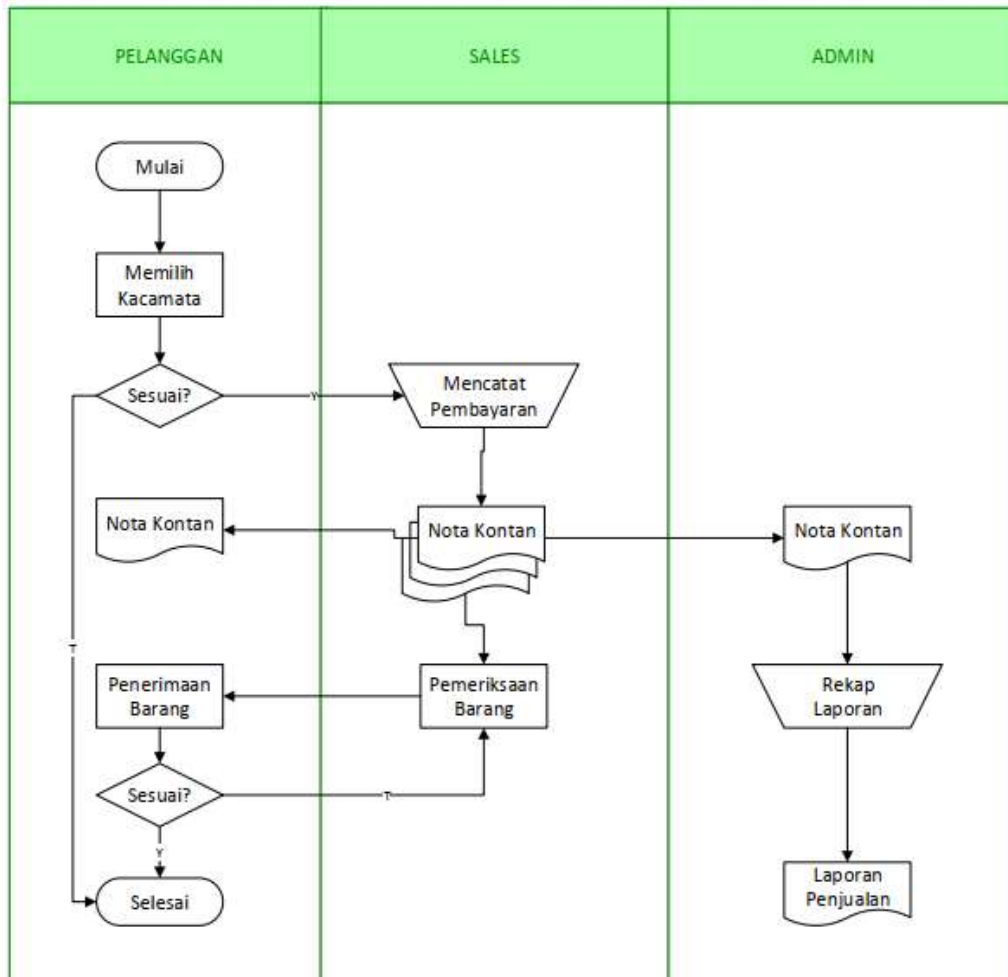 PELANGGAN
SALES
ADMIN
Mulai
Memilih
Kacamata
Sesuai?
Y
Mencatat
Pembayaran
Nota Kontan
Nota Kontan
Nota Kontan
T
Penerimaan
Barang
Pemeriksaan
Barang
Rekap
Laporan
Sesuai?
T
Y
Selesai
Laporan
Penjualan